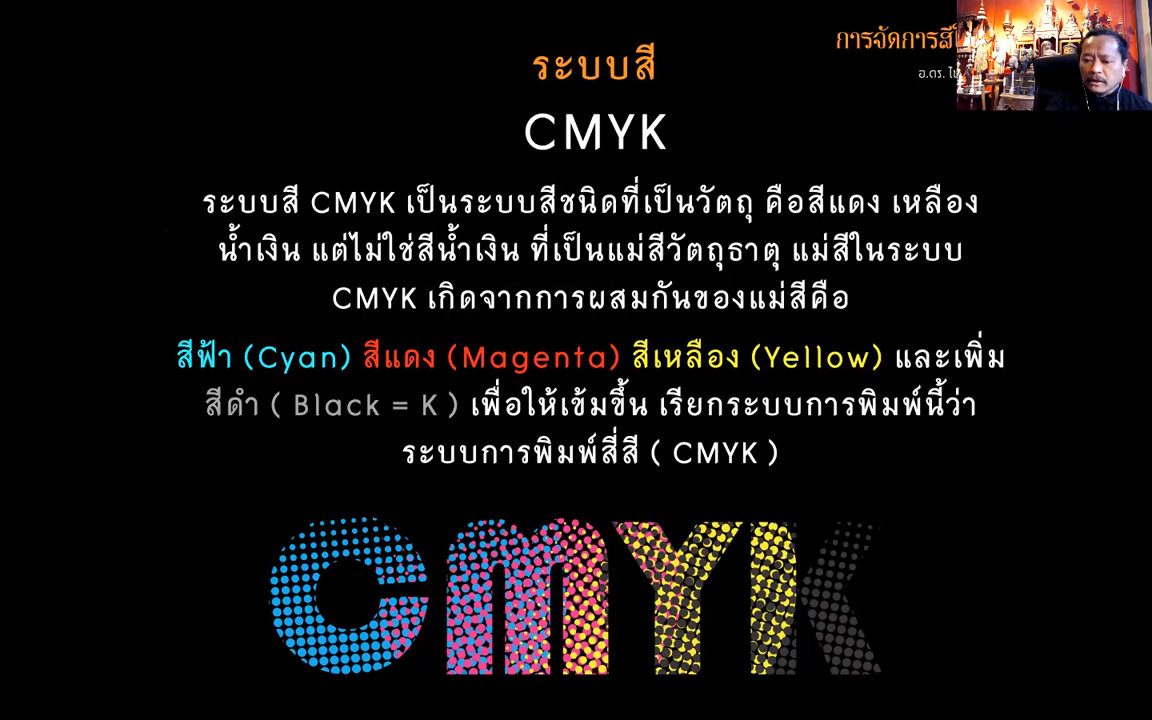 การจัดการสี
อ.ดร.
ระบบสี
CMYK
ระบบสี CMYK เป็นระบบสีชนิดที่เป็นวัตถุ คือสีแดง เหลือง
น้ำเงิน แต่ไม่ใช่สีน้ำเงิน ที่เป็นแม่สีวัตถุธาตุ แม่สีในระบบ
CMYK เกิดจากการผสมกันของแม่สีคือ
สีฟ้า (Cyan) สีแดง (Magenta) สีเหลือง (Yellow) และเพิ่ม
สีดำ ( Black = K ) เพื่อให้เข้มขึ้น เรียกระบบการพิมพ์นี้ว่า
ระบบการพิมพ์สี่สี ( CMYK )
CMYK